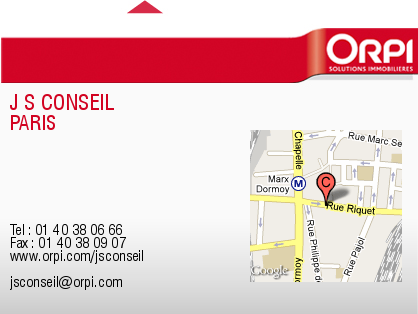 ORPI
SOLUTIONS IMMOBILIÈRES
J S CONSEIL
PARIS
Tel : 01 40 38 06 66
Fax : 01 40 38 09 07
www.orpi.com/jsconseil
jsconseil@orpi.com
Chapelle
Rue Marc Se
Marx
Dormoy
M
C
Rue Riquet
Rue Philippe de
Rue Pajol
Google